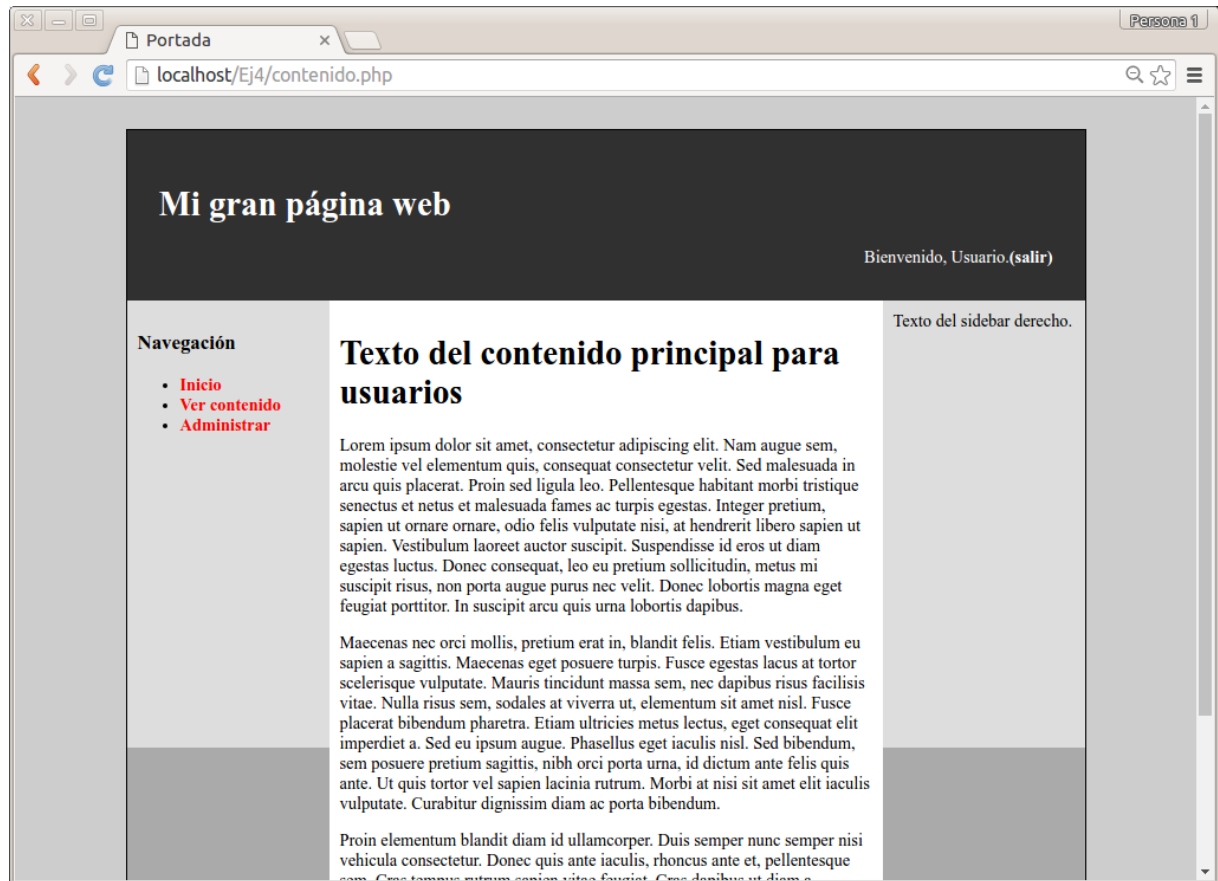 Persona 1
Portada
localhost/Ej4/contenido.php
Mi gran página web
Bienvenido, Usuario.(salir)
Navegación
Inicio
Ver contenido
Administrar
Texto del contenido principal para
usuarios
Lorem ipsum dolor sit amet, consectetur adipiscing elit. Nam augue sem,
molestie vel elementum quis, consequat consectetur velit. Sed malesuada in
arcu quis placerat. Proin sed ligula leo. Pellentesque habitant morbi tristique
senectus et netus et malesuada fames ac turpis egestas. Integer pretium,
sapien ut ornare ornare, odio felis vulputate nisi, at hendrerit libero sapien ut
sapien. Vestibulum laoreet auctor suscipit. Suspendisse id eros ut diam
egestas luctus. Donec consequat, leo eu pretium sollicitudin, metus mi
suscipit risus, non porta augue purus nec velit. Donec lobortis magna eget
feugiat porttitor. In suscipit arcu quis urna lobortis dapibus.
Maecenas nec orci mollis, pretium erat in, blandit felis. Etiam vestibulum eu
sapien a sagittis. Maecenas eget posuere turpis. Fusce egestas lacus at tortor
scelerisque vulputate. Mauris tincidunt massa sem, nec dapibus risus facilisis
vitae. Nulla risus sem, sodales at viverra ut, elementum sit amet nisl. Fusce
placerat bibendum pharetra. Etiam ultricies metus lectus, eget consequat elit
imperdiet a. Sed eu ipsum augue. Phasellus eget iaculis nisl. Sed bibendum,
sem posuere pretium sagittis, nibh orci porta urna, id dictum ante felis quis
ante. Ut quis tortor vel sapien lacinia rutrum. Morbi at nisi sit amet elit iaculis
vulputate. Curabitur dignissim diam ac porta bibendum.
Proin elementum blandit diam id ullamcorper. Duis semper nunc semper nisi
vehicula consectetur. Donec quis ante iaculis, rhoncus ante et, pellentesque
sem. Cras tempus rutrum sapien vitae feugiat. Cras dapibus ut diam a
Texto del sidebar derecho.